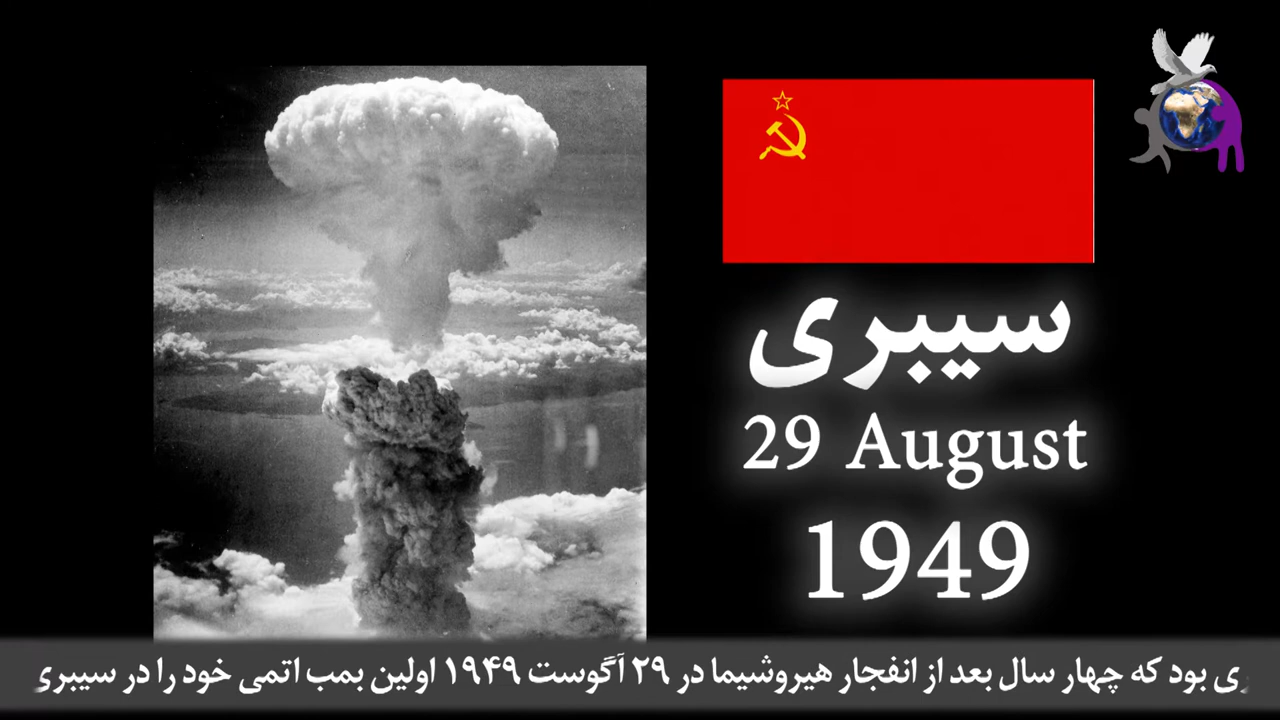 سیبری
29 August
1949
بود که چهار سال بعد از انفجار هیروشیما در ۲۹ آگوست ۱۹۴۹ اولین بمب اتمی خود را در سیبری